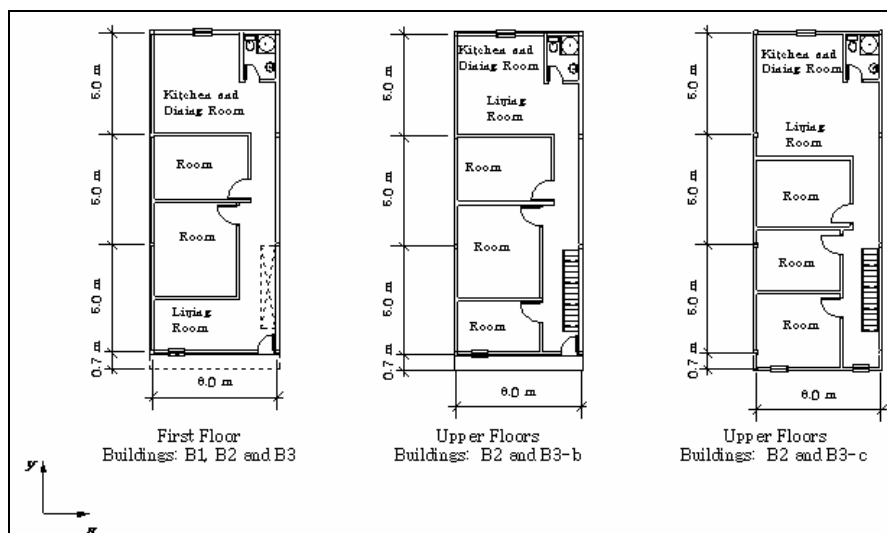 5.0 m
5.0 m
5.0 m
0.7 m
Kitchen and
Dining Room
Room
Room
Living
Room
6.0 m
First Floor
Buildings: B1, B2 and B3
5.0 m
5.0 m
5.0 m
0.7 m
Kitchen and
Dining Room
Living
Room
Room
Room
Room
6.0 m
Upper Floors
Buildings: B2 and B3-b
5.0 m
5.0 m
5.0 m
0.7 m
Kitchen and
Dining Room
Living
Room
Room
Room
Room
6.0 m
Upper Floors
Buildings: B2 and B3-c
y
x